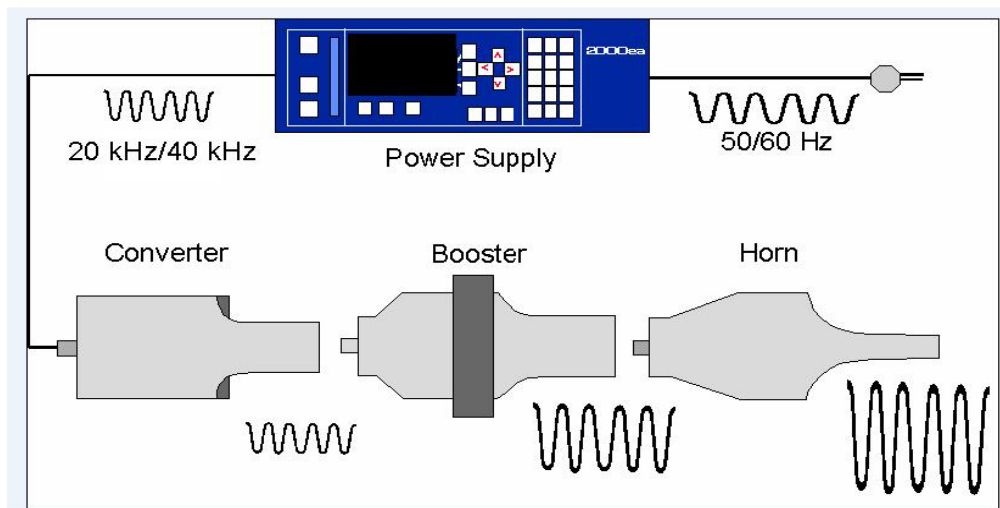 2000ea
20 kHz/40 kHz
50/60 Hz
Power Supply
Converter
Booster
Horn